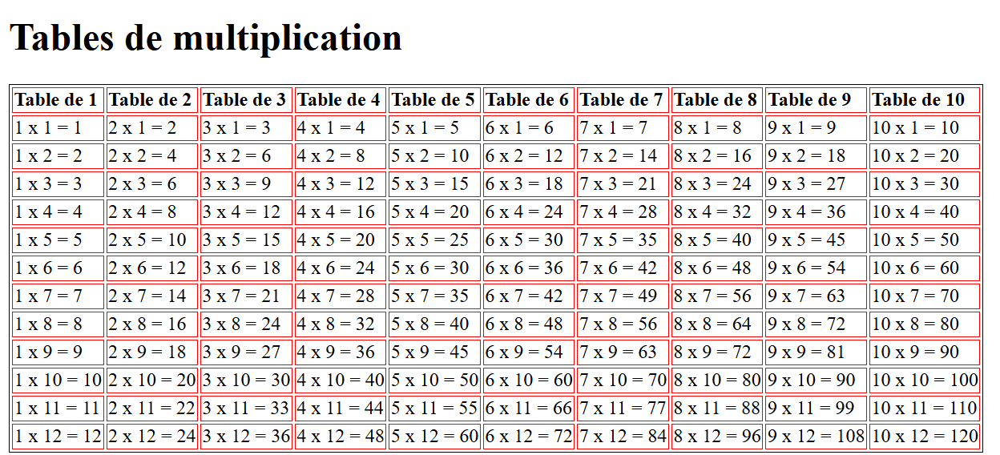 Tables de multiplication
Table de 1 Table de 2 Table de 3 Table de 4 Table de 5 Table de 6 Table de 7 Table de 8 Table de 9 Table de 10
1 x 1 = 1 2 x 1 = 2 3 x 1 = 3 4 x 1 = 4 5 x 1 = 5 6 x 1 = 6 7 x 1 = 7 8 x 1 = 8 9 x 1 = 9 10 x 1 = 10
1 x 2 = 2 2 x 2 = 4 3 x 2 = 6 4 x 2 = 8 5 x 2 = 10 6 x 2 = 12 7 x 2 = 14 8 x 2 = 16 9 x 2 = 18 10 x 2 = 20
1 x 3 = 3 2 x 3 = 6 3 x 3 = 9 4 x 3 = 12 5 x 3 = 15 6 x 3 = 18 7 x 3 = 21 8 x 3 = 24 9 x 3 = 27 10 x 3 = 30
1 x 4 = 4 2 x 4 = 8 3 x 4 = 12 4 x 4 = 16 5 x 4 = 20 6 x 4 = 24 7 x 4 = 28 8 x 4 = 32 9 x 4 = 36 10 x 4 = 40
1 x 5 = 5 2 x 5 = 10 3 x 5 = 15 4 x 5 = 20 5 x 5 = 25 6 x 5 = 30 7 x 5 = 35 8 x 5 = 40 9 x 5 = 45 10 x 5 = 50
1 x 6 = 6 2 x 6 = 12 3 x 6 = 18 4 x 6 = 24 5 x 6 = 30 6 x 6 = 36 7 x 6 = 42 8 x 6 = 48 9 x 6 = 54 10 x 6 = 60
1 x 7 = 7 2 x 7 = 14 3 x 7 = 21 4 x 7 = 28 5 x 7 = 35 6 x 7 = 42 7 x 7 = 49 8 x 7 = 56 9 x 7 = 63 10 x 7 = 70
1 x 8 = 8 2 x 8 = 16 3 x 8 = 24 4 x 8 = 32 5 x 8 = 40 6 x 8 = 48 7 x 8 = 56 8 x 8 = 64 9 x 8 = 72 10 x 8 = 80
1 x 9 = 9 2 x 9 = 18 3 x 9 = 27 4 x 9 = 36 5 x 9 = 45 6 x 9 = 54 7 x 9 = 63 8 x 9 = 72 9 x 9 = 81 10 x 9 = 90
1 x 10 = 10 2 x 10 = 20 3 x 10 = 30 4 x 10 = 40 5 x 10 = 50 6 x 10 = 60 7 x 10 = 70 8 x 10 = 80 9 x 10 = 90 10 x 10 = 100
1 x 11 = 11 2 x 11 = 22 3 x 11 = 33 4 x 11 = 44 5 x 11 = 55 6 x 11 = 66 7 x 11 = 77 8 x 11 = 88 9 x 11 = 99 10 x 11 = 110
1 x 12 = 12 2 x 12 = 24 3 x 12 = 36 4 x 12 = 48 5 x 12 = 60 6 x 12 = 72 7 x 12 = 84 8 x 12 = 96 9 x 12 = 108 10 x 12 = 120